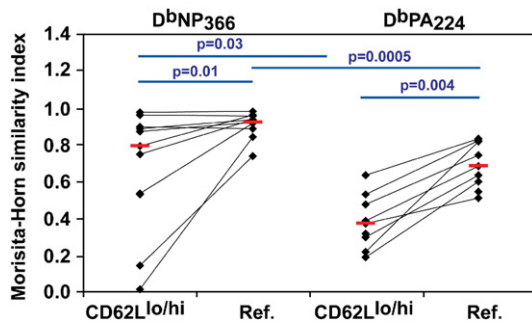 DbNP366 DbPA224
p=0.03
p=0.0005
p=0.01
p=0.004
Morisita-Horn similarity index
1.4
1.2
1.0
0.8
0.6
0.4
0.2
0.0
CD62Llo/hi Ref. CD62Llo/hi Ref.